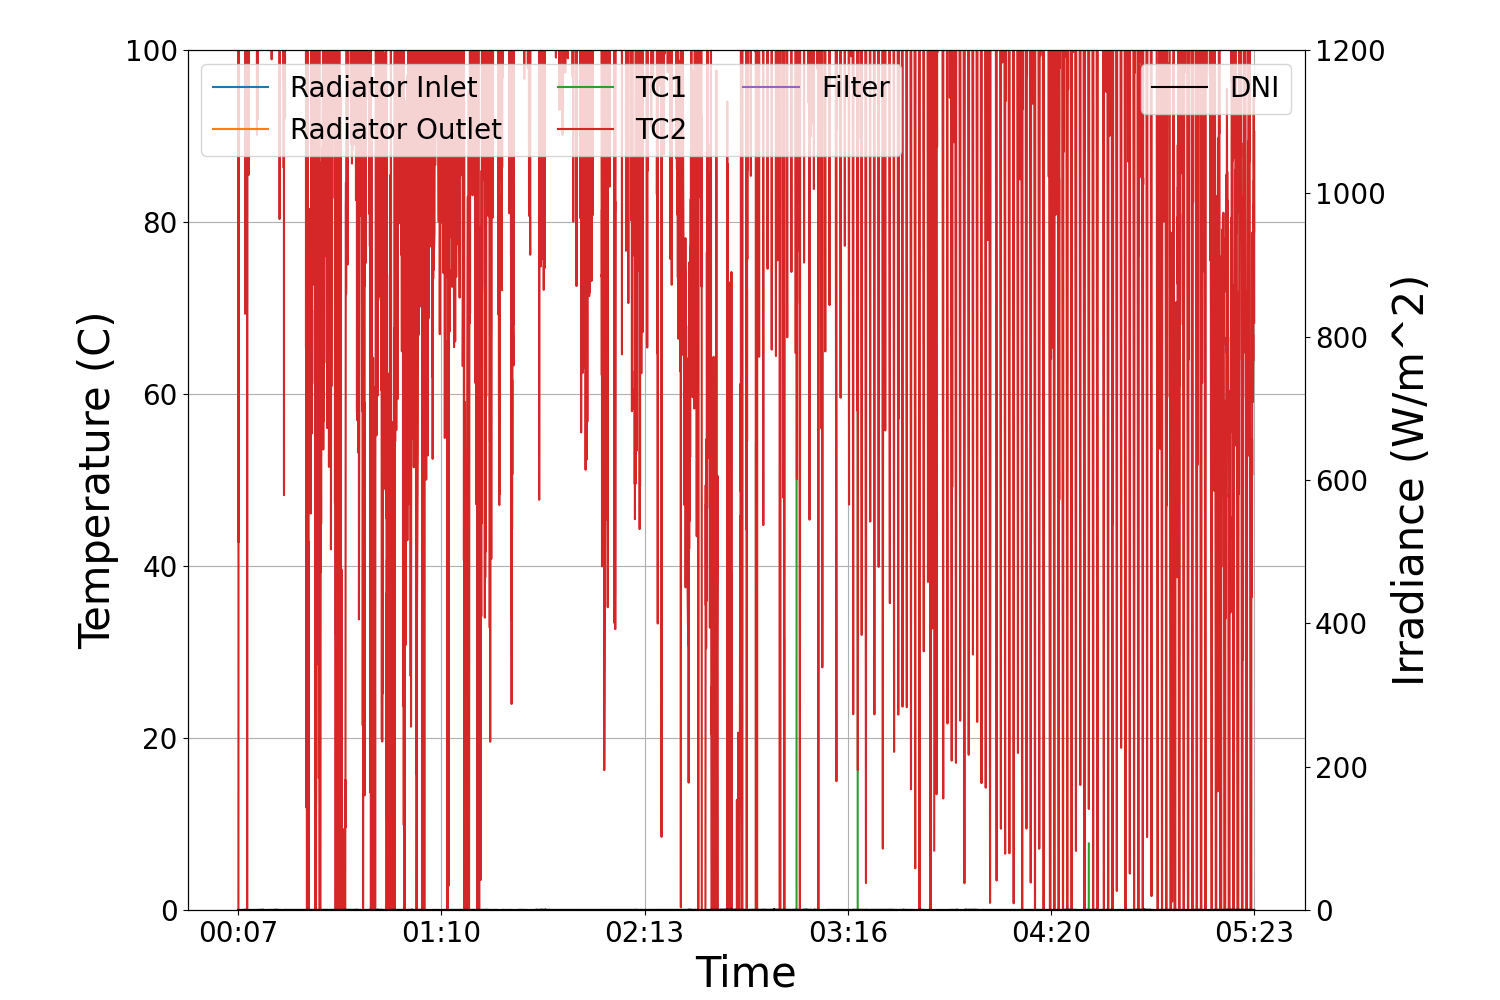 100
80
60
40
20
0
Temperature (C)
Radiator Inlet
Radiator Outlet
TC1
TC2
Filter
DNI
1200
1000
800
600
400
200
0
Irradiance (W/m^2)
00:07
01:10
02:13
03:16
04:20
05:23
Time